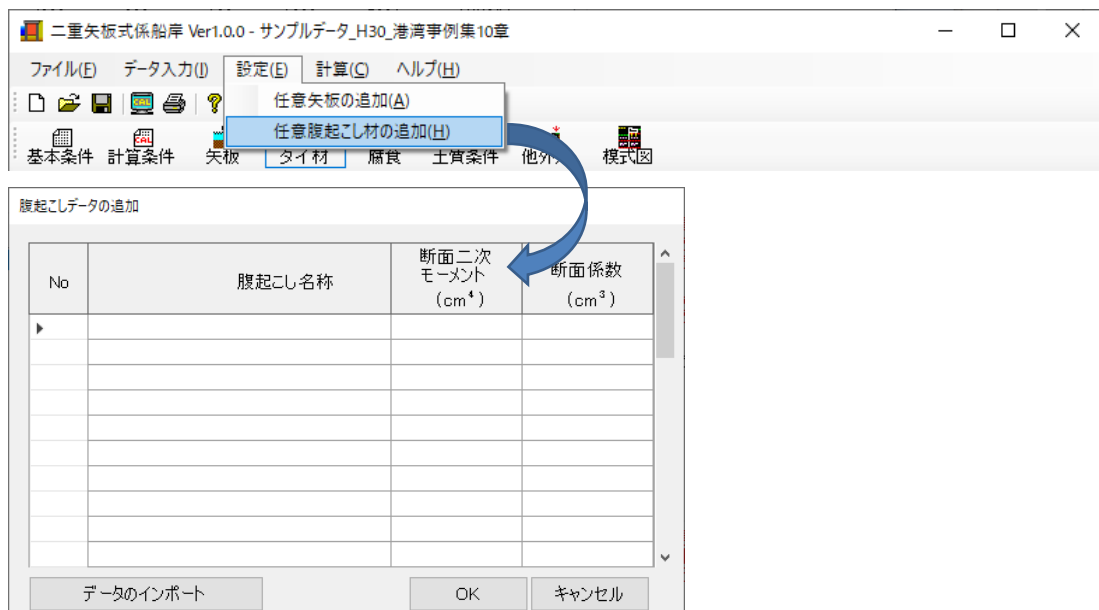 二重矢板式係船岸 Ver1.0.0 - サンプルデータ_H30_港湾事例集10章
ファイル(F) データ入力(I) 設定(E) 計算(C) ヘルプ(H)
任意矢板の追加(A)
任意腹起こし材の追加(H)
基本条件 計算条件 矢板 タイ材 腐食 土質条件 他外 模式図
腹起こしデータの追加
No 腹起こし名称 断面二次モーメント (cm⁴) 断面係数 (cm³)
データのインポート OK キャンセル